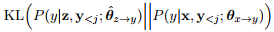 KL(P(y|z, y<j; θ̂z→y)||P(y|x, y<j; θx→y))